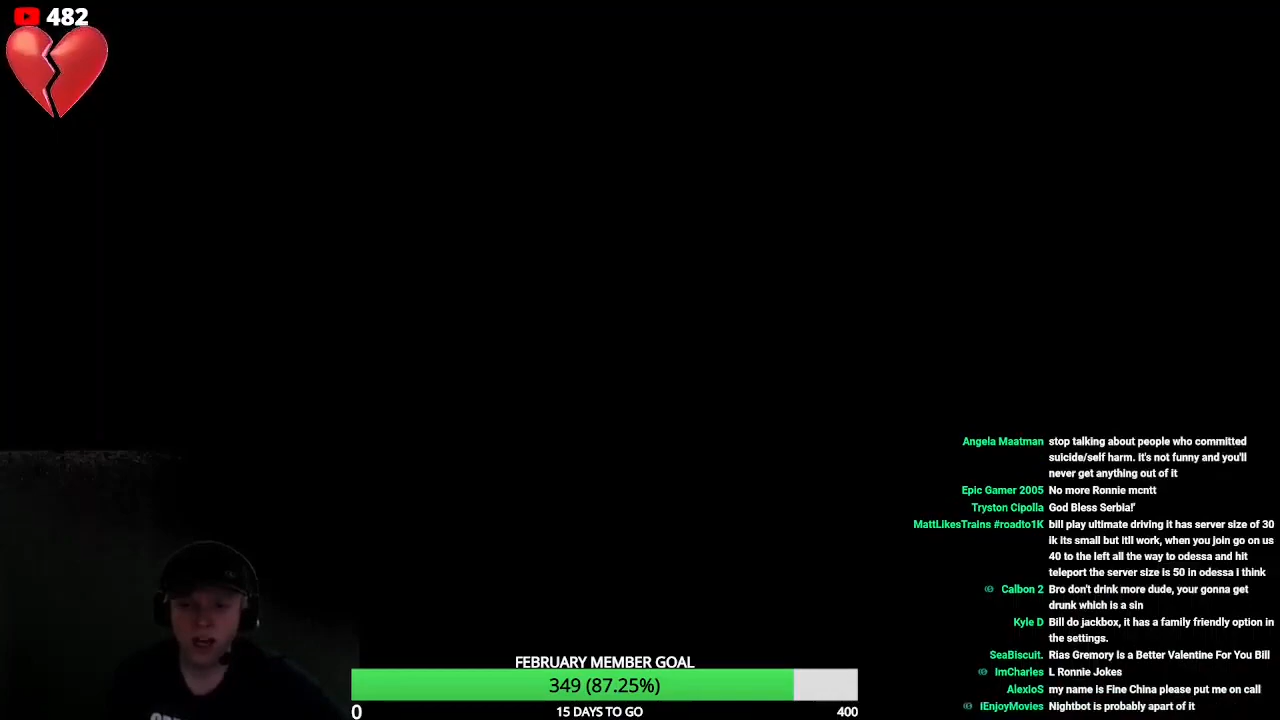 482
Angela Maatman stop talking about people who committed
suicide/self harm. It's not funny and you'll
never get anything out of it
Epic Gamer 2005 No more Ronnie mcntt
Tryston Cipolla God Bless Serbia!'
MattLikesTrains #roadto1K bill play ultimate driving it has server size of 30
ik its small but itll work, when you join go on us
40 to the left all the way to odessa and hit
teleport the server size is 50 in odessa I think
Calbon 2 Bro don't drink more dude, your gonna get
drunk which is a sin
Kyle D Bill do jackbox, it has a family friendly option in
the settings.
SeaBiscuit. Rias Gremory Is a Better Valentine For You Bill
ImCharles L Ronnie Jokes
AlexioS my name is Fine China please put me on call
IEnjoyMovies Nightbot is probably apart of it
FEBRUARY MEMBER GOAL
349 (87.25%)
0 15 DAYS TO GO 400